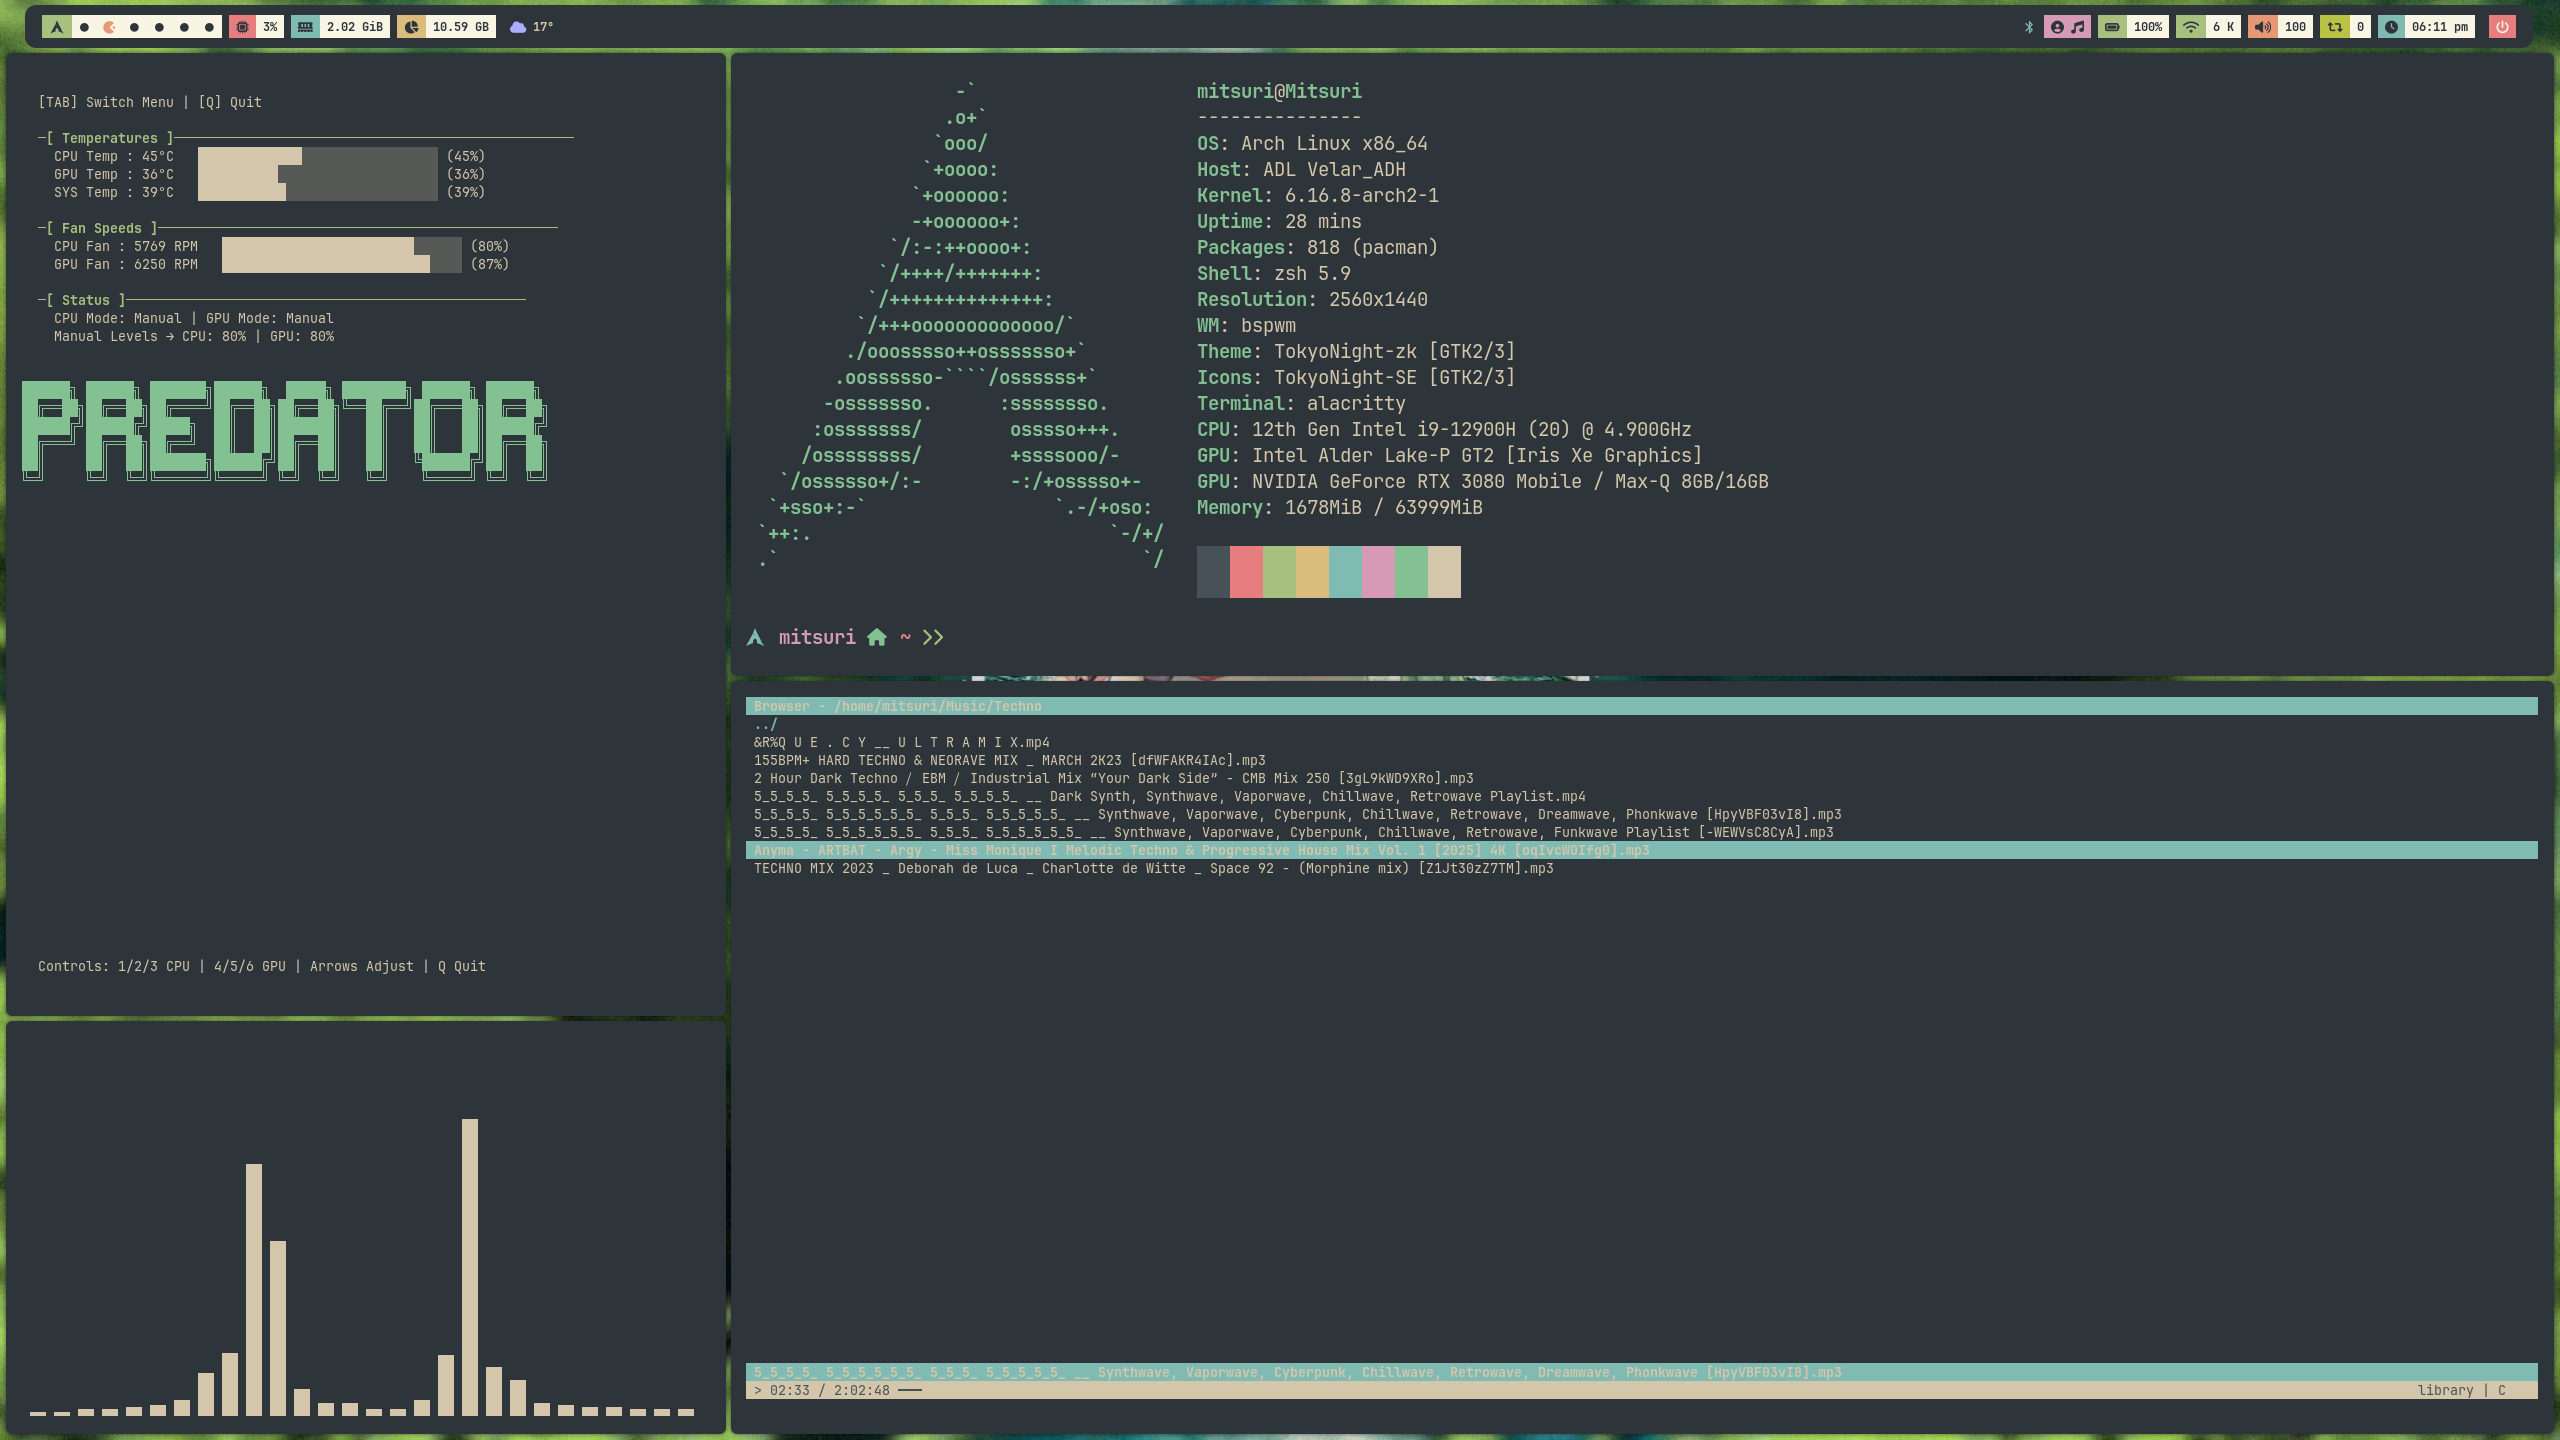 3% 2.02 GiB 10.59 GB 17° 100% 6 K 100 0 06:11 pm
[TAB] Switch Menu | [Q] Quit
[ Temperatures ]
CPU Temp : 45°C (45%)
GPU Temp : 36°C (36%)
SYS Temp : 39°C (39%)
[ Fan Speeds ]
CPU Fan : 5769 RPM (80%)
GPU Fan : 6250 RPM (87%)
[ Status ]
CPU Mode: Manual | GPU Mode: Manual
Manual Levels → CPU: 80% | GPU: 80%
PREDATOR
Controls: 1/2/3 CPU | 4/5/6 GPU | Arrows Adjust | Q Quit
mitsuri@Mitsuri
---------------
OS: Arch Linux x86_64
Host: ADL Velar_ADH
Kernel: 6.16.8-arch2-1
Uptime: 28 mins
Packages: 818 (pacman)
Shell: zsh 5.9
Resolution: 2560x1440
WM: bspwm
Theme: TokyoNight-zk [GTK2/3]
Icons: TokyoNight-SE [GTK2/3]
Terminal: alacritty
CPU: 12th Gen Intel i9-12900H (20) @ 4.900GHz
GPU: Intel Alder Lake-P GT2 [Iris Xe Graphics]
GPU: NVIDIA GeForce RTX 3080 Mobile / Max-Q 8GB/16GB
Memory: 1678MiB / 63999MiB
mitsuri ~ >>
Browser - /home/mitsuri/Music/Techno
../
&R%Q U E . C Y __ U L T R A M I X.mp4
155BPM+ HARD TECHNO & NEORAVE MIX _ MARCH 2K23 [dfWFAKR4IAc].mp3
2 Hour Dark Techno / EBM / Industrial Mix “Your Dark Side” - CMB Mix 250 [3gL9kWD9XRo].mp3
5_5_5_5_ 5_5_5_5_ 5_5_5_ 5_5_5_5_ __ Dark Synth, Synthwave, Vaporwave, Chillwave, Retrowave Playlist.mp4
5_5_5_5_ 5_5_5_5_5_5_ 5_5_5_ 5_5_5_5_5_ __ Synthwave, Vaporwave, Cyberpunk, Chillwave, Retrowave, Dreamwave, Phonkwave [HpyVBF03vI8].mp3
5_5_5_5_ 5_5_5_5_5_5_ 5_5_5_ 5_5_5_5_5_5_ __ Synthwave, Vaporwave, Cyberpunk, Chillwave, Retrowave, Funkwave Playlist [-WEWVsC8CyA].mp3
Anyma - ARTBAT - Argy - Miss Monique I Melodic Techno & Progressive House Mix Vol. 1 [2025] 4K [oqIvcWOIfg0].mp3
TECHNO MIX 2023 _ Deborah de Luca _ Charlotte de Witte _ Space 92 - (Morphine mix) [Z1Jt30zZ7TM].mp3
5_5_5_5_ 5_5_5_5_5_5_ 5_5_5_ 5_5_5_5_5_ __ Synthwave, Vaporwave, Cyberpunk, Chillwave, Retrowave, Dreamwave, Phonkwave [HpyVBF03vI8].mp3
> 02:33 / 2:02:48 library | C